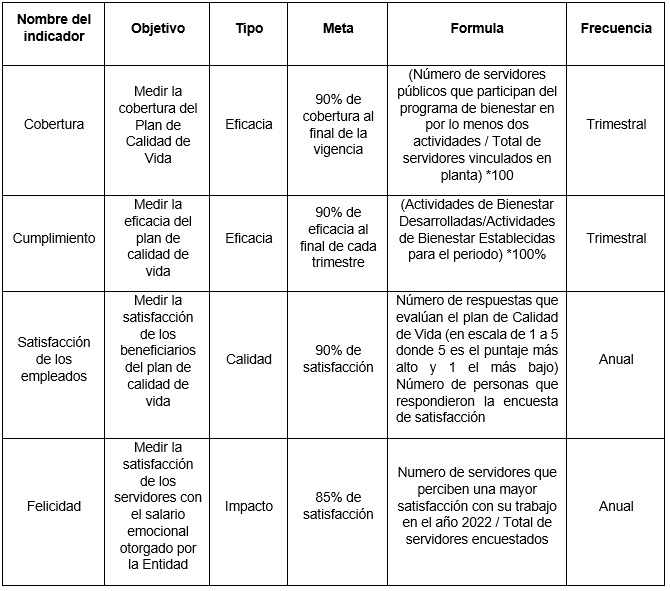 Nombre del
indicador
Objetivo
Tipo
Meta
Formula
Frecuencia
Cobertura
Medir la
cobertura del
Plan de
Calidad de
Vida
Eficacia
90% de
cobertura al
final de la
vigencia
(Número de servidores
públicos que participan del
programa de bienestar en
por lo menos dos
actividades / Total de
servidores vinculados en
planta) *100
Trimestral
Cumplimiento
Medir la
eficacia del
plan de
calidad de
vida
Eficacia
90% de
eficacia al
final de cada
trimestre
(Actividades de Bienestar
Desarrolladas/Actividades
de Bienestar Establecidas
para el periodo) *100%
Trimestral
Satisfacción
de los
empleados
Medir la
satisfacción
de los
beneficiarios
del plan de
calidad de
vida
Calidad
90% de
satisfacción
Número de respuestas que
evalúan el plan de Calidad
de Vida (en escala de 1 a 5
donde 5 es el puntaje más
alto y 1 el más bajo)
Número de personas que
respondieron la encuesta
de satisfacción
Anual
Felicidad
Medir la
satisfacción
de los
servidores con
el salario
emocional
otorgado por
la Entidad
Impacto
85% de
satisfacción
Numero de servidores que
perciben una mayor
satisfacción con su trabajo
en el año 2022 / Total de
servidores encuestados
Anual